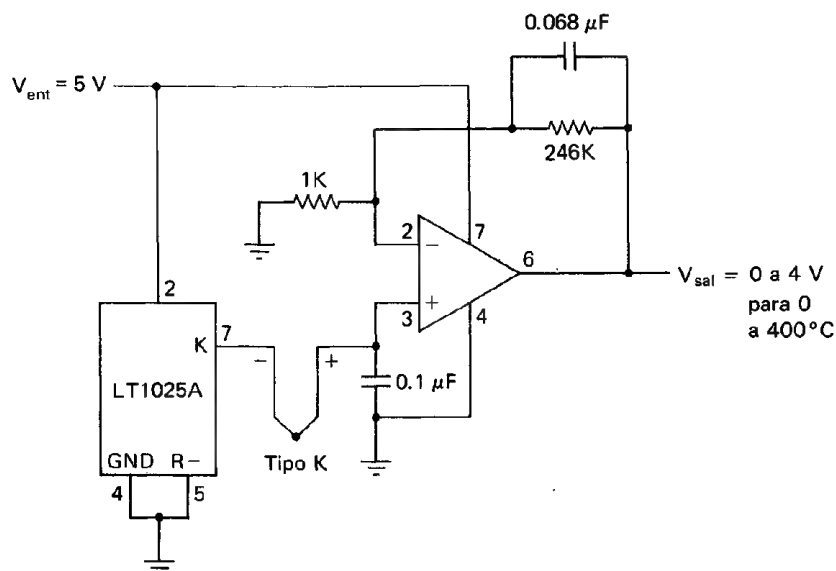 0.068 μF
V_ent = 5 V
246K
1K
2
7
6
3
4
V_sal = 0 a 4 V
para 0
a 400°C
2
7
K
LT1025A
GND R−
4
5
−
+
−
+
0.1 μF
Tipo K